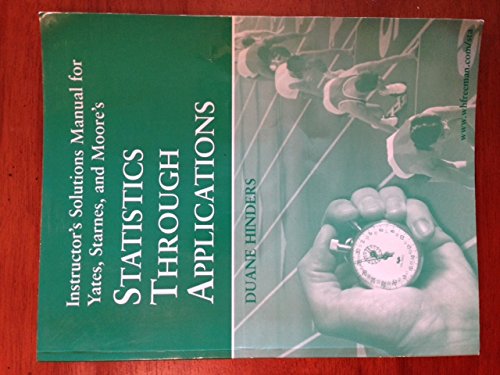 Instructor's Solutions Manual for
Yates, Starnes, and Moore's
STATISTICS
THROUGH
APPLICATIONS
DUANE HINDERS
www.whfreeman.com/sta